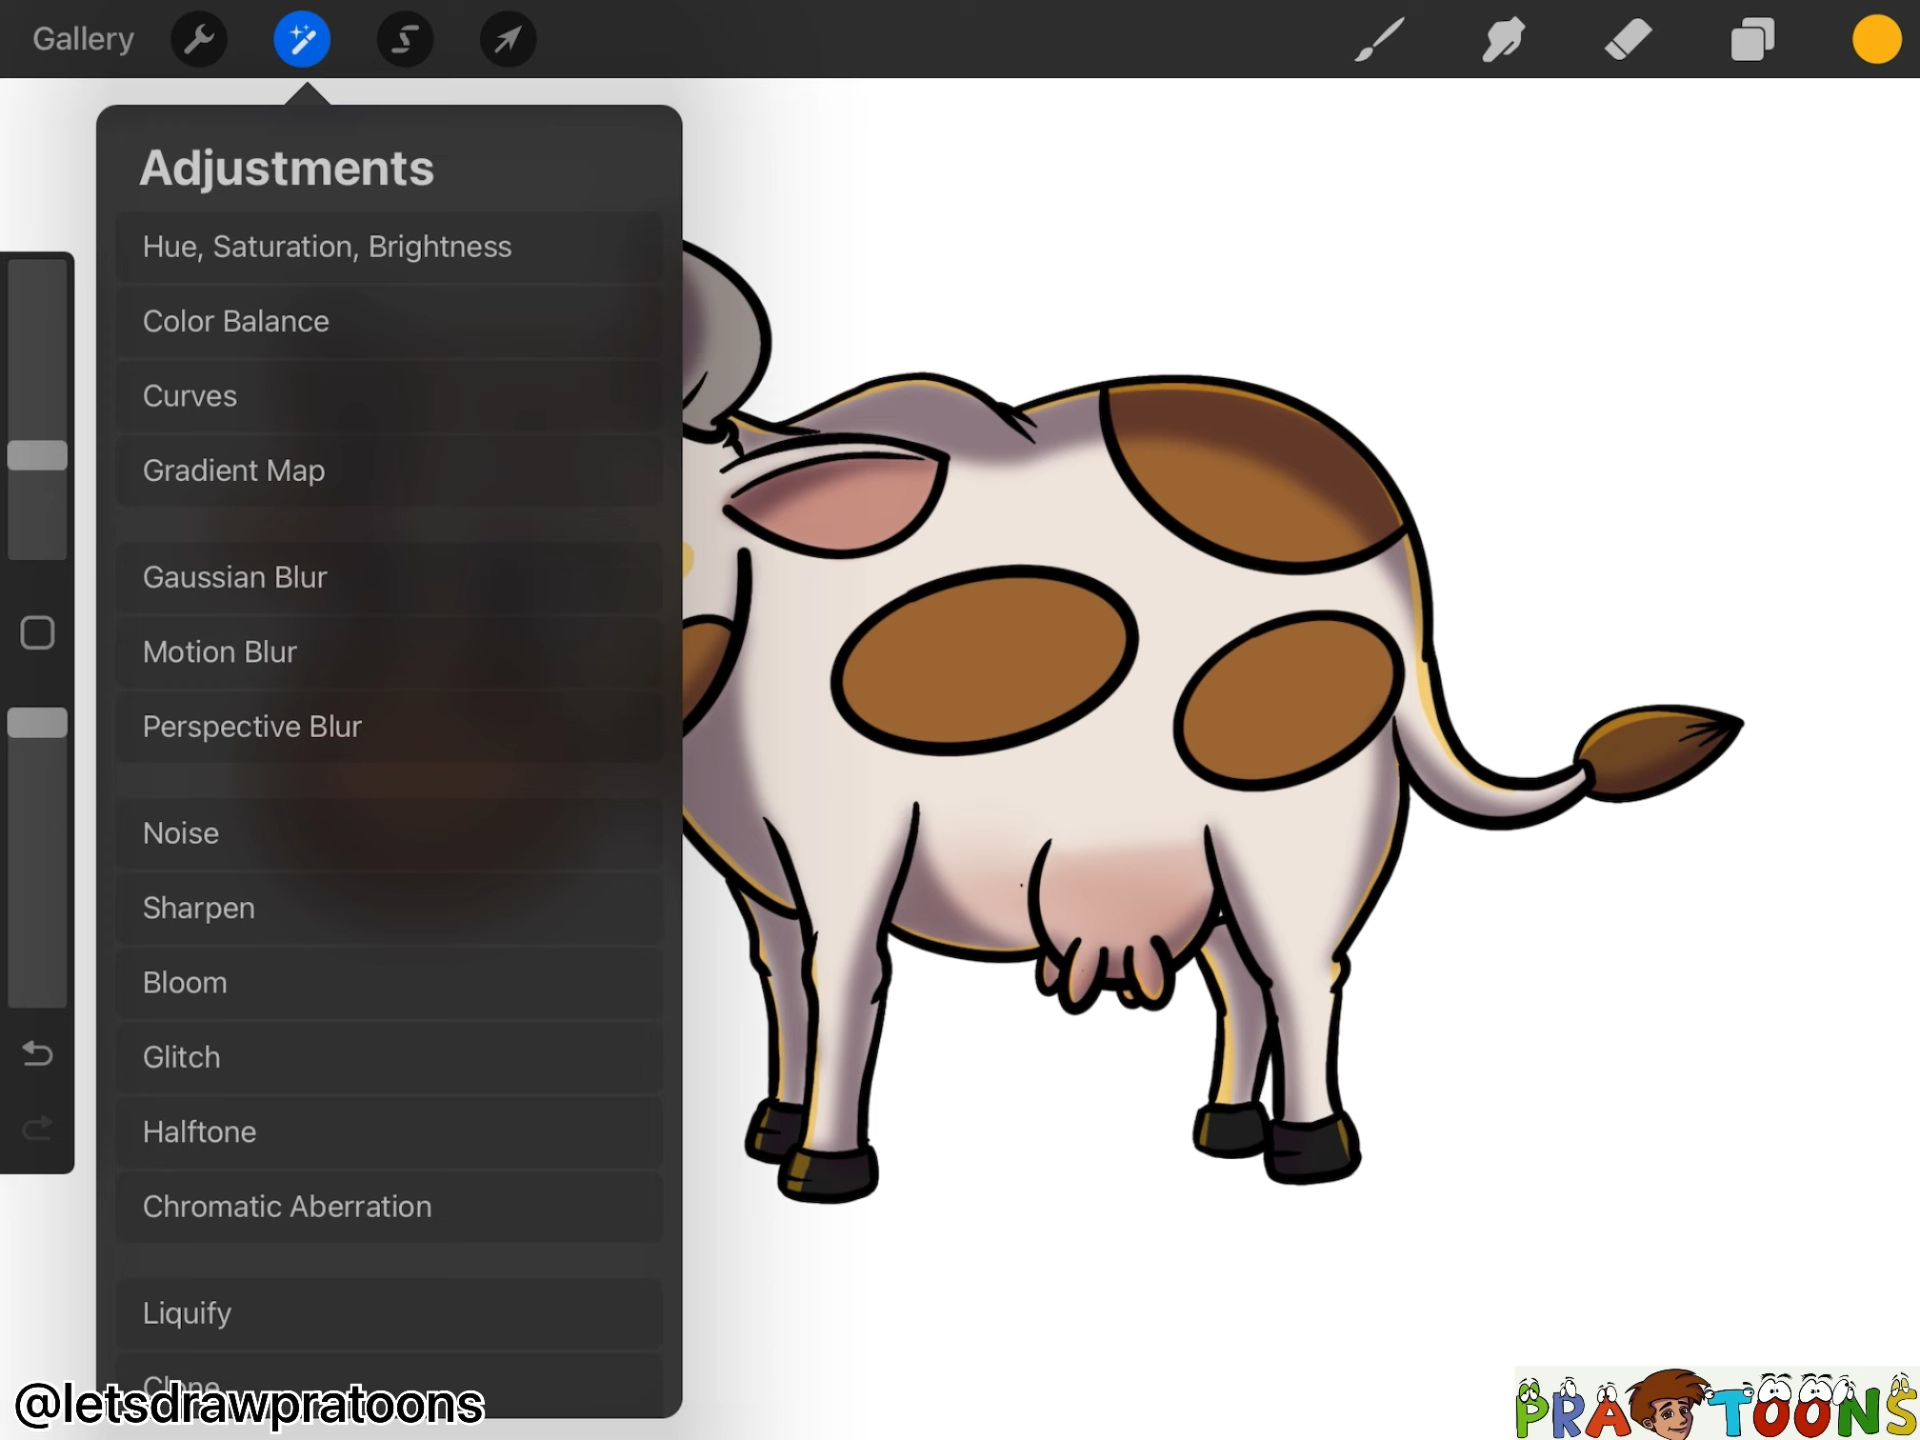 Gallery
Adjustments
Hue, Saturation, Brightness
Color Balance
Curves
Gradient Map
Gaussian Blur
Motion Blur
Perspective Blur
Noise
Sharpen
Bloom
Glitch
Halftone
Chromatic Aberration
Liquify
Clone
@letsdrawpratoons
PRATOONS